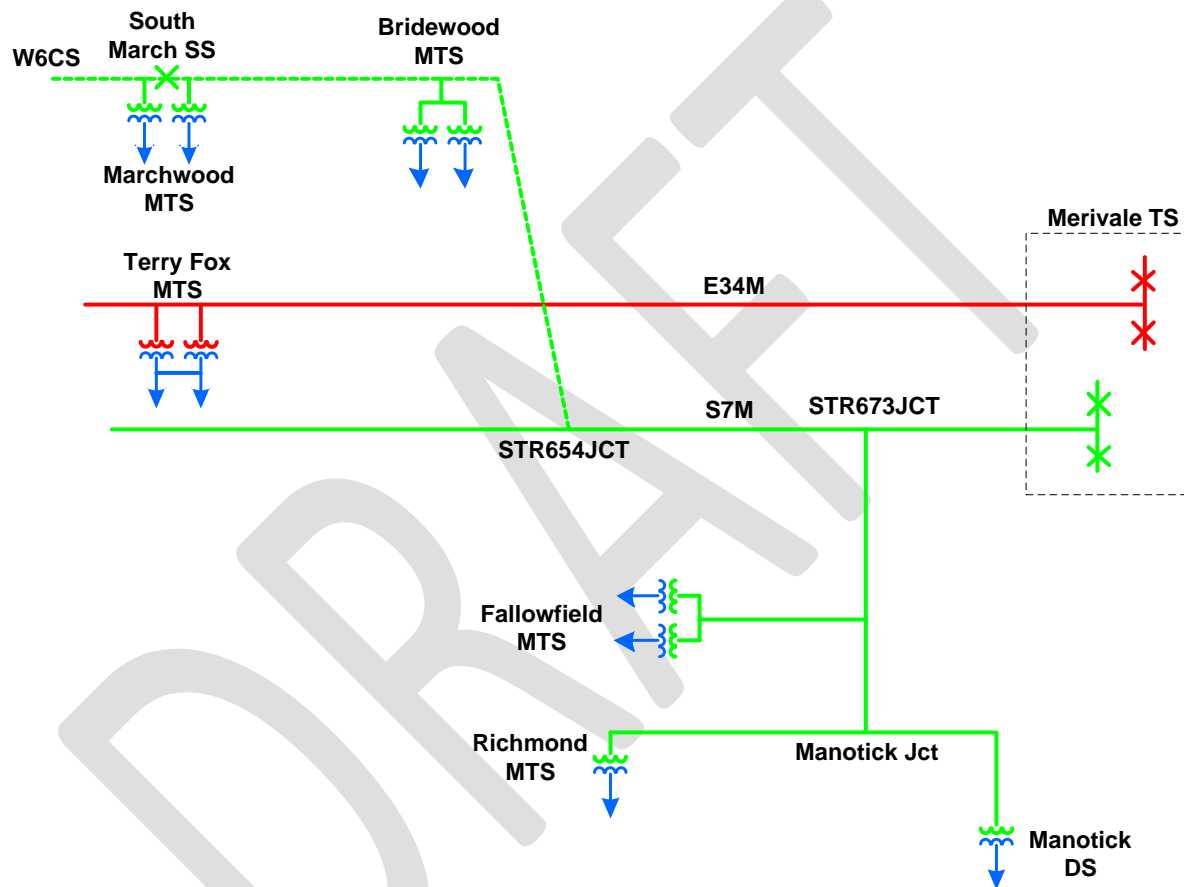 South
March SS
W6CS
Bridewood
MTS
Marchwood
MTS
Merivale TS
Terry Fox
MTS
E34M
S7M
STR673JCT
STR654JCT
Fallowfield
MTS
Richmond
MTS
Manotick Jct
Manotick
DS
DRAFT